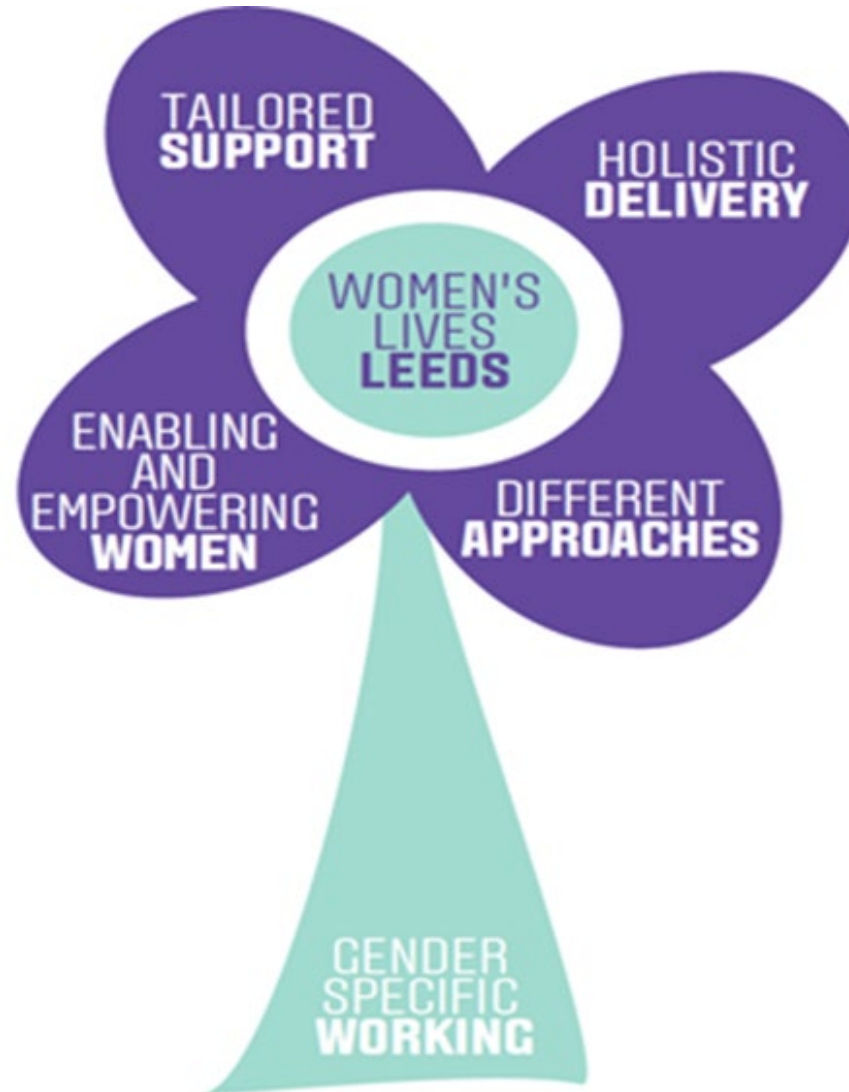 TAILORED
SUPPORT
HOLISTIC
DELIVERY
WOMEN'S
LIVES
LEEDS
ENABLING
AND
EMPOWERING
WOMEN
DIFFERENT
APPROACHES
GENDER
SPECIFIC
WORKING